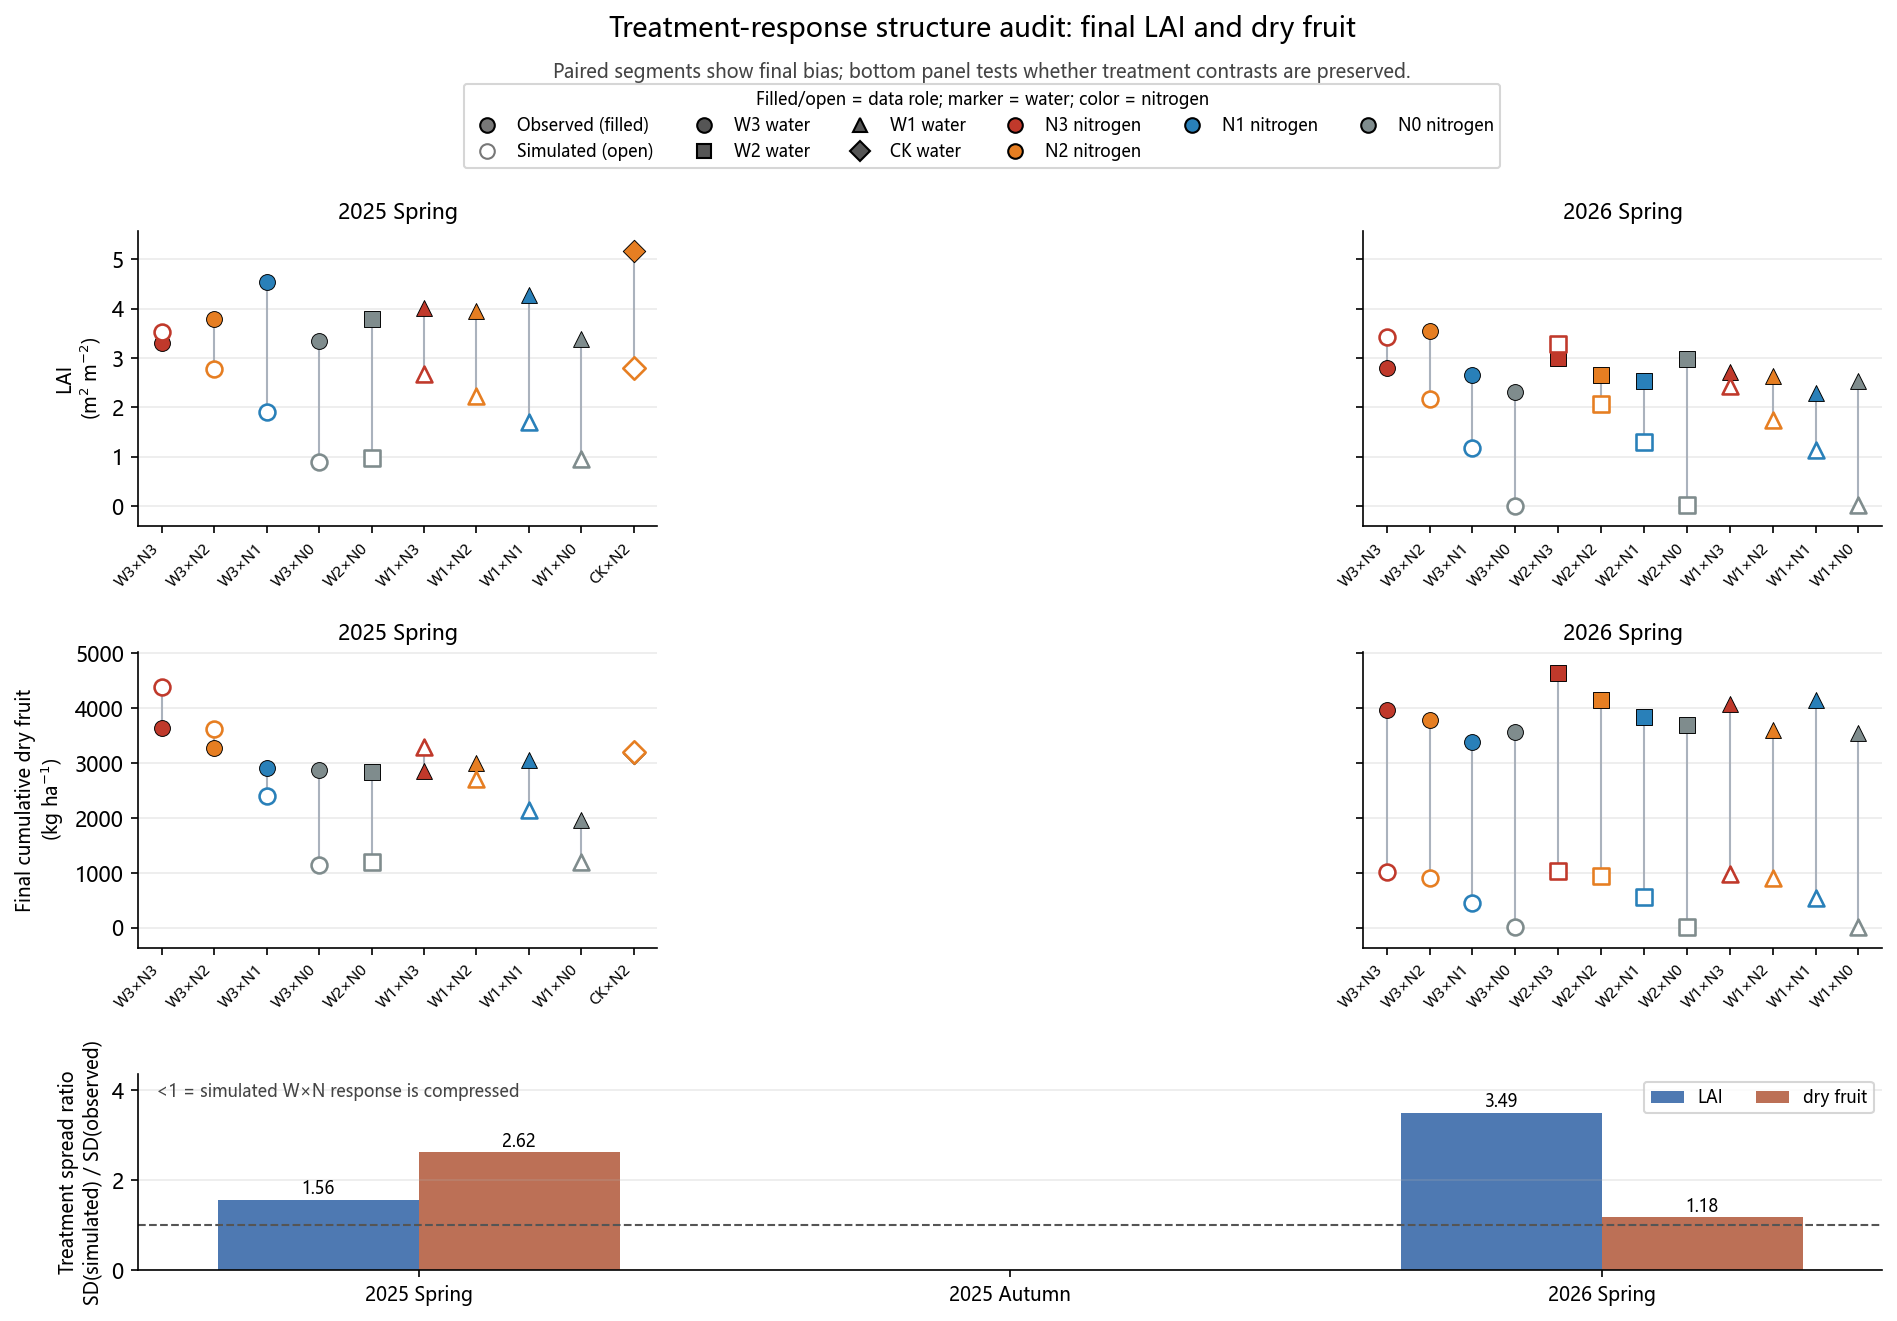 Treatment-response structure audit: final LAI and dry fruit
Paired segments show final bias; bottom panel tests whether treatment contrasts are preserved.
Filled/open = data role; marker = water; color = nitrogen
Observed (filled) W3 water W1 water N3 nitrogen N1 nitrogen N0 nitrogen
Simulated (open) W2 water CK water N2 nitrogen
2025 Spring
LAI
(m² m⁻²)
5
4
3
2
1
0
W3×N3 W3×N2 W3×N1 W3×N0 W2×N0 W1×N3 W1×N2 W1×N1 W1×N0 CK×N2
2026 Spring
W3×N3 W3×N2 W3×N1 W3×N0 W2×N3 W2×N2 W2×N1 W2×N0 W1×N3 W1×N2 W1×N1 W1×N0
2025 Spring
Final cumulative dry fruit
(kg ha⁻¹)
5000
4000
3000
2000
1000
0
W3×N3 W3×N2 W3×N1 W3×N0 W2×N0 W1×N3 W1×N2 W1×N1 W1×N0 CK×N2
2026 Spring
W3×N3 W3×N2 W3×N1 W3×N0 W2×N3 W2×N2 W2×N1 W2×N0 W1×N3 W1×N2 W1×N1 W1×N0
Treatment spread ratio
SD(simulated) / SD(observed)
4
2
0
<1 = simulated W×N response is compressed
LAI dry fruit
1.56
2.62
3.49
1.18
2025 Spring 2025 Autumn 2026 Spring